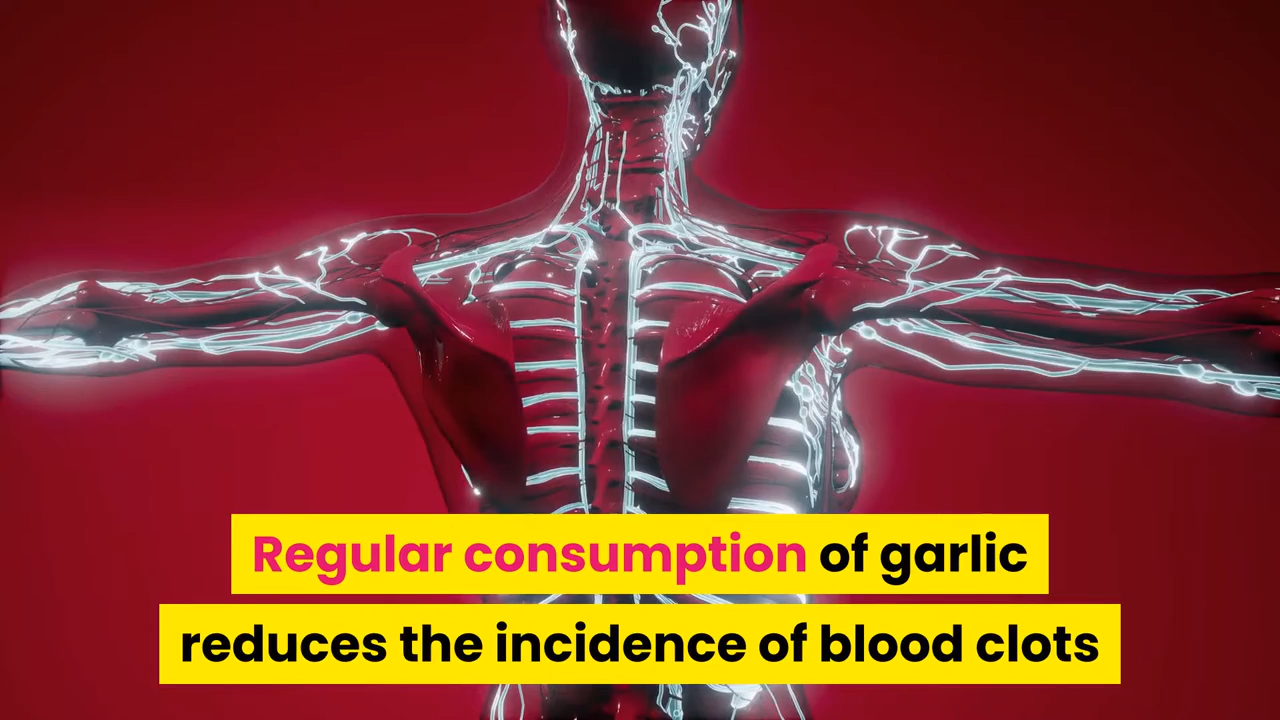 Regular consumption of garlic
reduces the incidence of blood clots